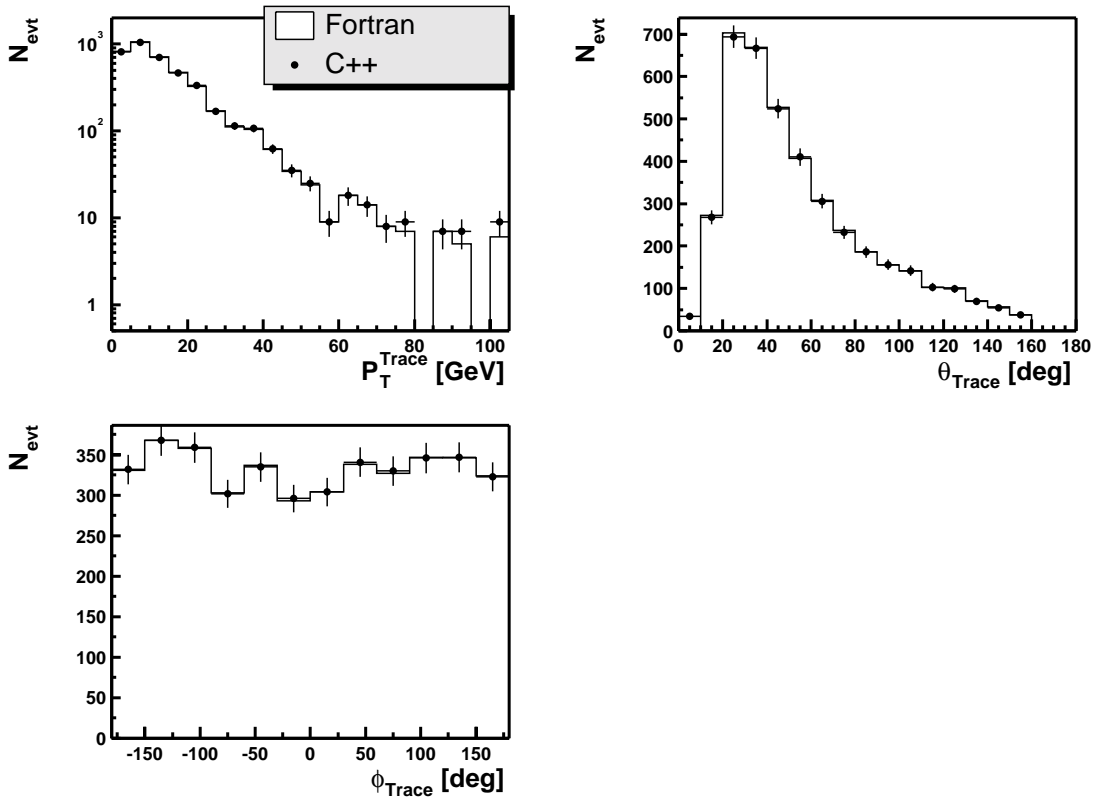 N_evt
Fortran
C++
10^3
10^2
10
1
0 20 40 60 80 100
P_T^Trace [GeV]
N_evt
700
600
500
400
300
200
100
0
0 20 40 60 80 100 120 140 160 180
θ_Trace [deg]
N_evt
350
300
250
200
150
100
50
0
-150 -100 -50 0 50 100 150
ϕ_Trace [deg]